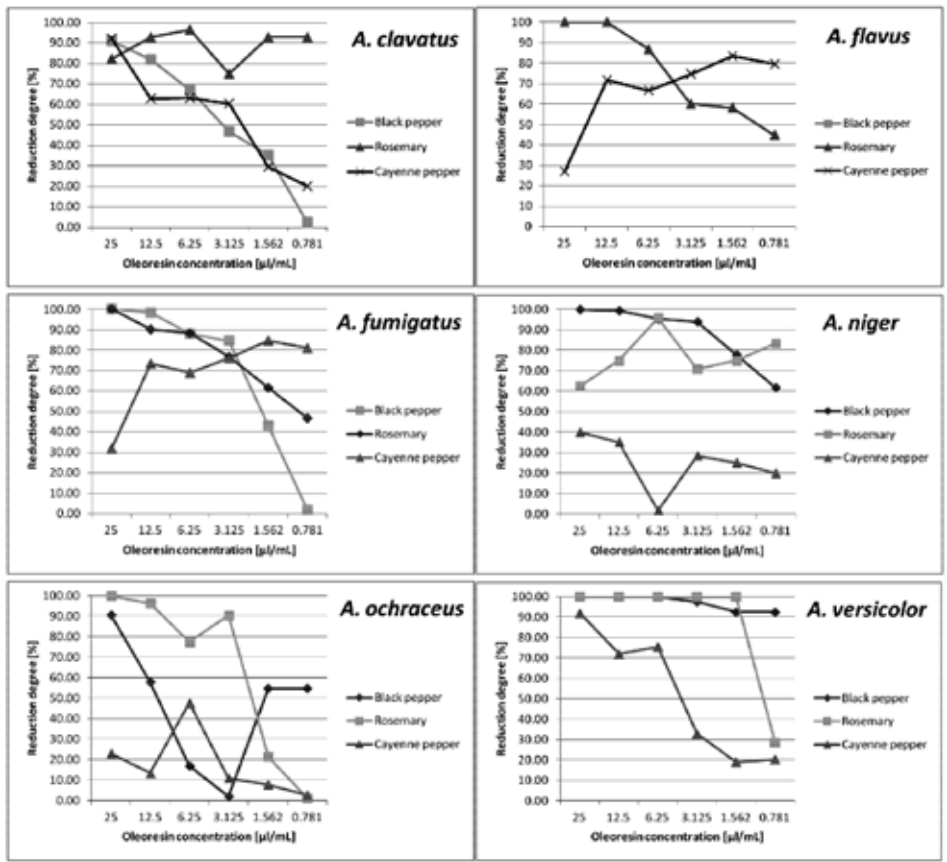 A. clavatus
Reduction degree [%]
100.00
90.00
80.00
70.00
60.00
50.00
40.00
30.00
20.00
10.00
0.00
25 12.5 6.25 3.125 1.562 0.781
Oleoresin concentration [µl/mL]
Black pepper
Rosemary
Cayenne pepper
A. flavus
Reduction degree [%]
100
90
80
70
60
50
40
30
20
10
0
25 12.5 6.25 3.125 1.562 0.781
Oleoresin concentration [µl/mL]
Black pepper
Rosemary
Cayenne pepper
A. fumigatus
Reduction degree [%]
100.00
90.00
80.00
70.00
60.00
50.00
40.00
30.00
20.00
10.00
0.00
25 12.5 6.25 3.125 1.562 0.781
Oleoresin concentration [µl/mL]
Black pepper
Rosemary
Cayenne pepper
A. niger
Reduction degree [%]
100.00
90.00
80.00
70.00
60.00
50.00
40.00
30.00
20.00
10.00
0.00
25 12.5 6.25 3.125 1.562 0.781
Oleoresin concentration [µl/mL]
Black pepper
Rosemary
Cayenne pepper
A. ochraceus
Reduction degree [%]
100.00
90.00
80.00
70.00
60.00
50.00
40.00
30.00
20.00
10.00
0.00
25 12.5 6.25 3.125 1.562 0.781
Oleoresin concentration [µl/mL]
Black pepper
Rosemary
Cayenne pepper
A. versicolor
Reduction degree [%]
100.00
90.00
80.00
70.00
60.00
50.00
40.00
30.00
20.00
10.00
0.00
25 12.5 6.25 3.125 1.562 0.781
Oleoresin concentration [µl/mL]
Black pepper
Rosemary
Cayenne pepper